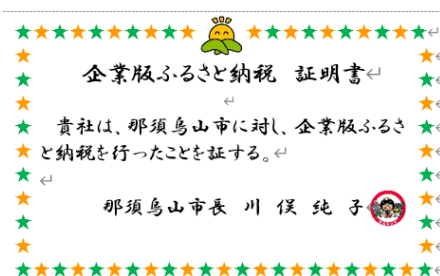 企業版ふるさと納税 証明書
貴社は、那須烏山市に対し、企業版ふるさ
と納税を行ったことを証する。
那須烏山市長 川 俣 純 子